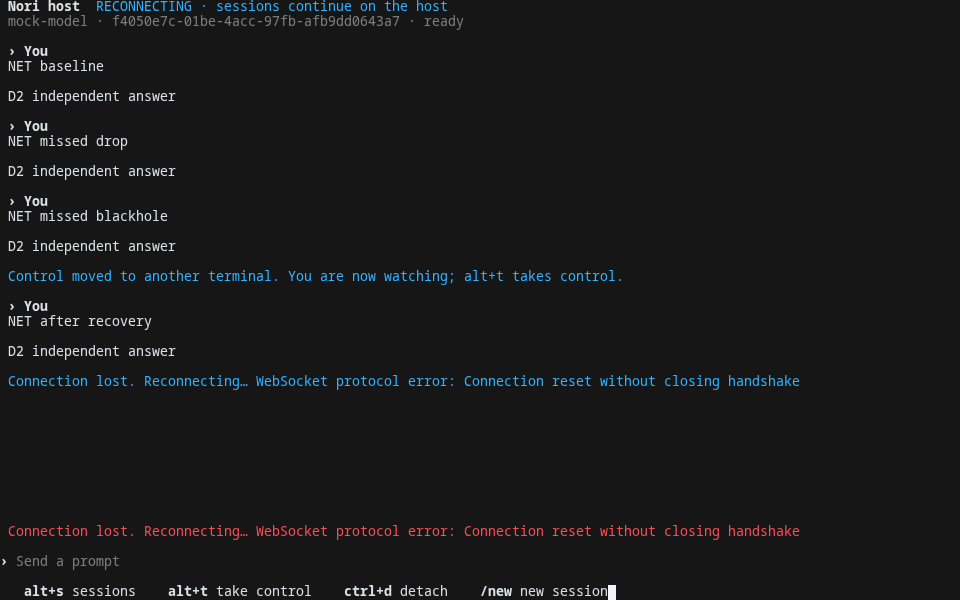 Nori host  RECONNECTING · sessions continue on the host
mock-model · f4050e7c-01be-4acc-97fb-afb9dd0643a7 · ready
› You
NET baseline
D2 independent answer
› You
NET missed drop
D2 independent answer
› You
NET missed blackhole
D2 independent answer
Control moved to another terminal. You are now watching; alt+t takes control.
› You
NET after recovery
D2 independent answer
Connection lost. Reconnecting… WebSocket protocol error: Connection reset without closing handshake
Connection lost. Reconnecting… WebSocket protocol error: Connection reset without closing handshake
› Send a prompt
alt+s sessions    alt+t take control    ctrl+d detach    /new new session